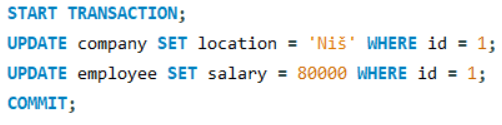 START TRANSACTION;
UPDATE company SET location = 'Niš' WHERE id = 1;
UPDATE employee SET salary = 80000 WHERE id = 1;
COMMIT;